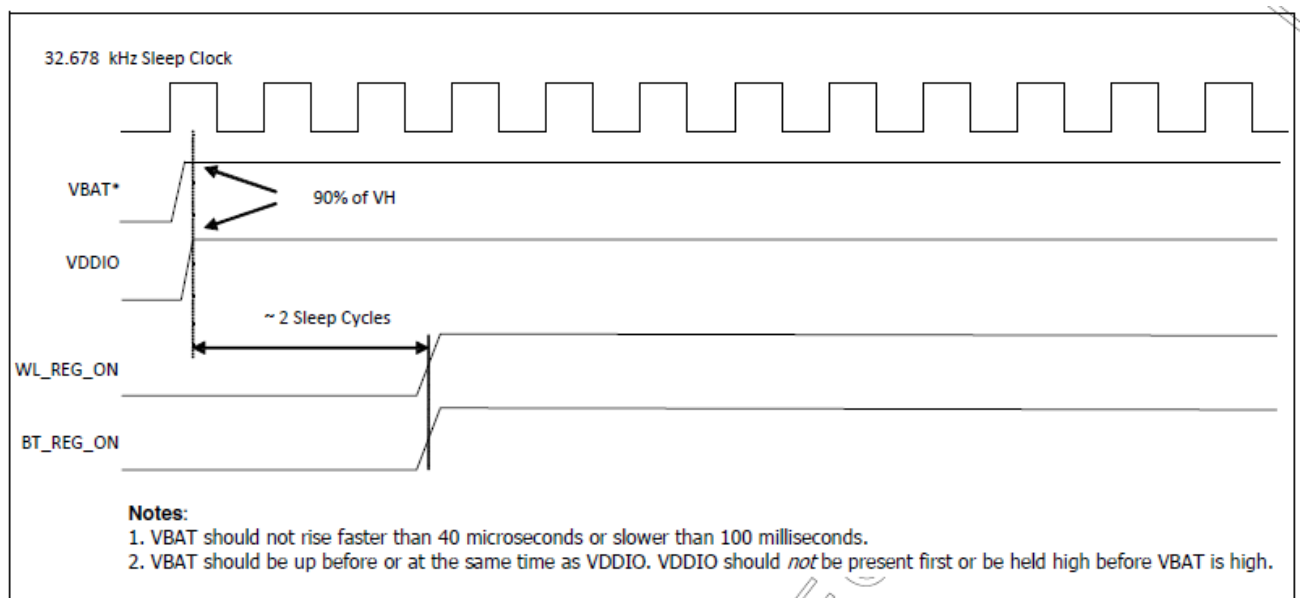 32.678 kHz Sleep Clock
VBAT*
90% of VH
VDDIO
~ 2 Sleep Cycles
WL_REG_ON
BT_REG_ON
Notes:
1. VBAT should not rise faster than 40 microseconds or slower than 100 milliseconds.
2. VBAT should be up before or at the same time as VDDIO. VDDIO should not be present first or be held high before VBAT is high.